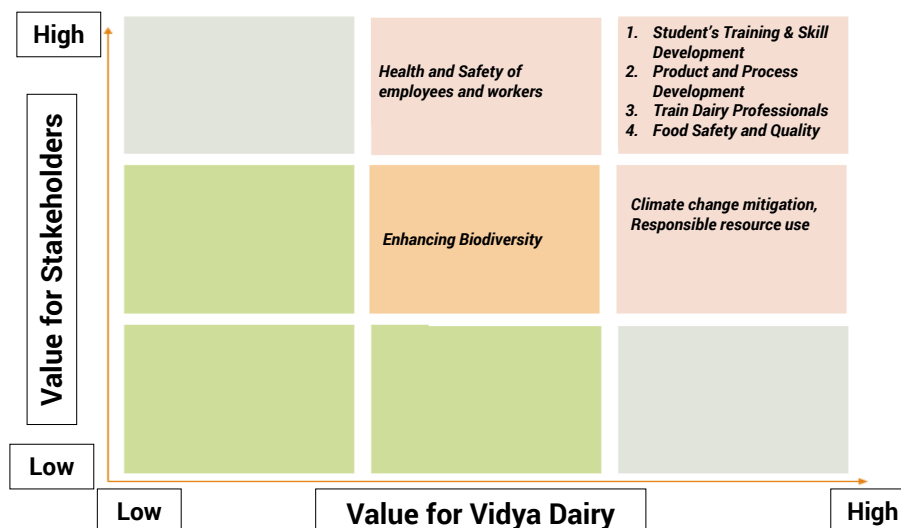 High
Value for Stakeholders
Low
Health and Safety of
employees and workers
1. Student's Training & Skill
Development
2. Product and Process
Development
3. Train Dairy Professionals
4. Food Safety and Quality
Enhancing Biodiversity
Climate change mitigation,
Responsible resource use
Low
Value for Vidya Dairy
High